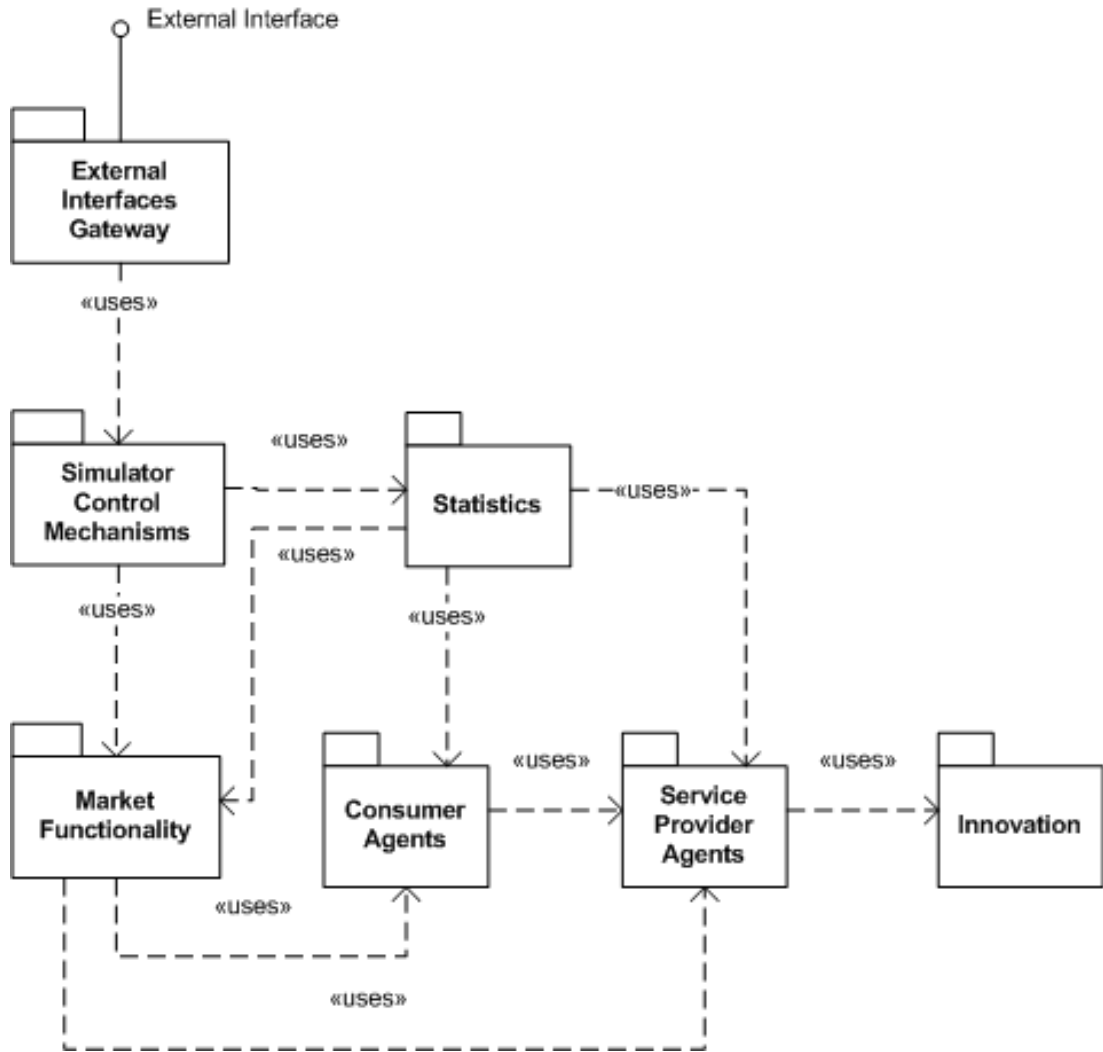 External Interface
External
Interfaces
Gateway
«uses»
«uses»
Simulator
Control
Mechanisms
Statistics
«uses»
«uses»
«uses»
«uses»
Market
Functionality
Consumer
Agents
«uses»
Service
Provider
Agents
«uses»
Innovation
«uses»
«uses»